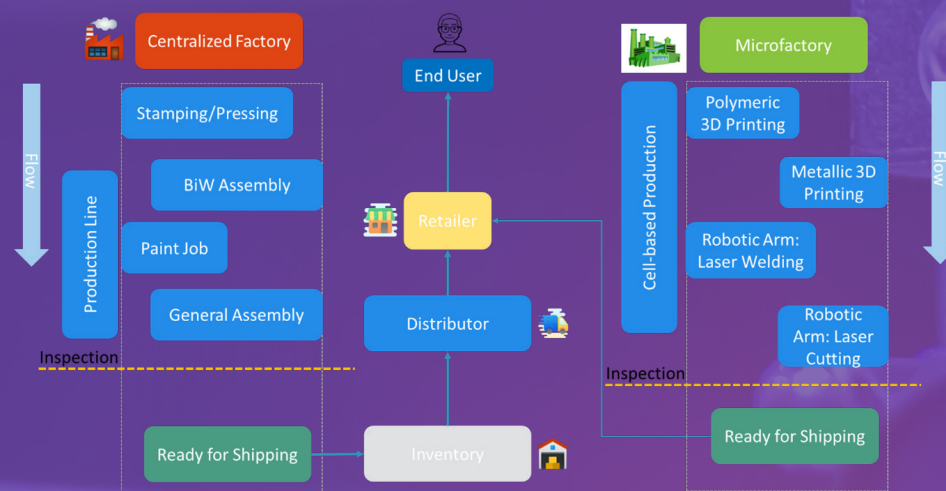 Centralized Factory
Flow
Stamping/Pressing
BiW Assembly
Production Line
Paint Job
General Assembly
Inspection
Ready for Shipping
End User
Retailer
Distributor
Inventory
Microfactory
Cell-based Production
Polymeric
3D Printing
Metallic 3D
Printing
Robotic Arm:
Laser Welding
Robotic
Arm: Laser
Cutting
Inspection
Ready for Shipping
Flow